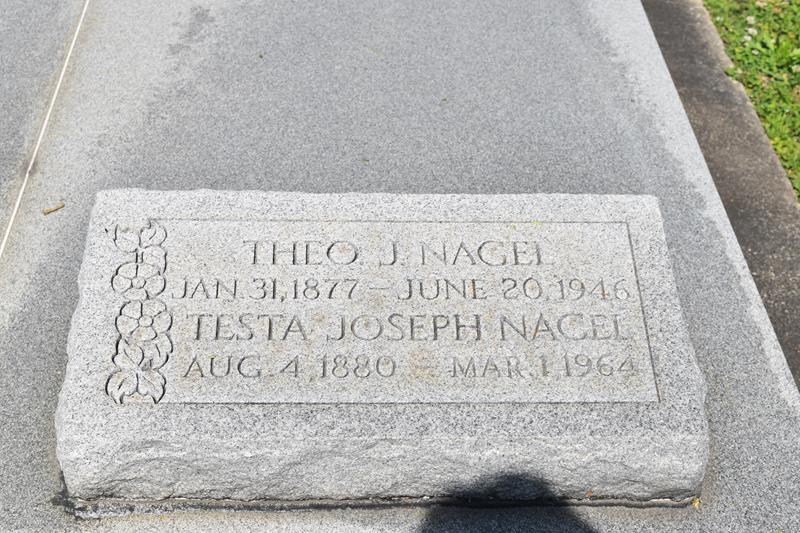 THEO. J. NAGEL
JAN. 31, 1877 – JUNE 20, 1946
TESTA JOSEPH NAGEL
AUG. 4, 1880 – MAR. 1 1964